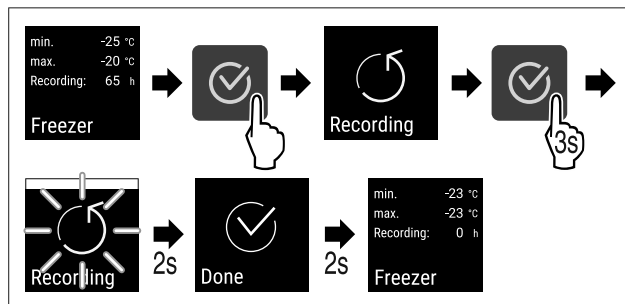 min. -25 °C
max. -20 °C
Recording: 65 h
Freezer
Recording
3s
Recording
2s
Done
2s
min. -23 °C
max. -23 °C
Recording: 0 h
Freezer